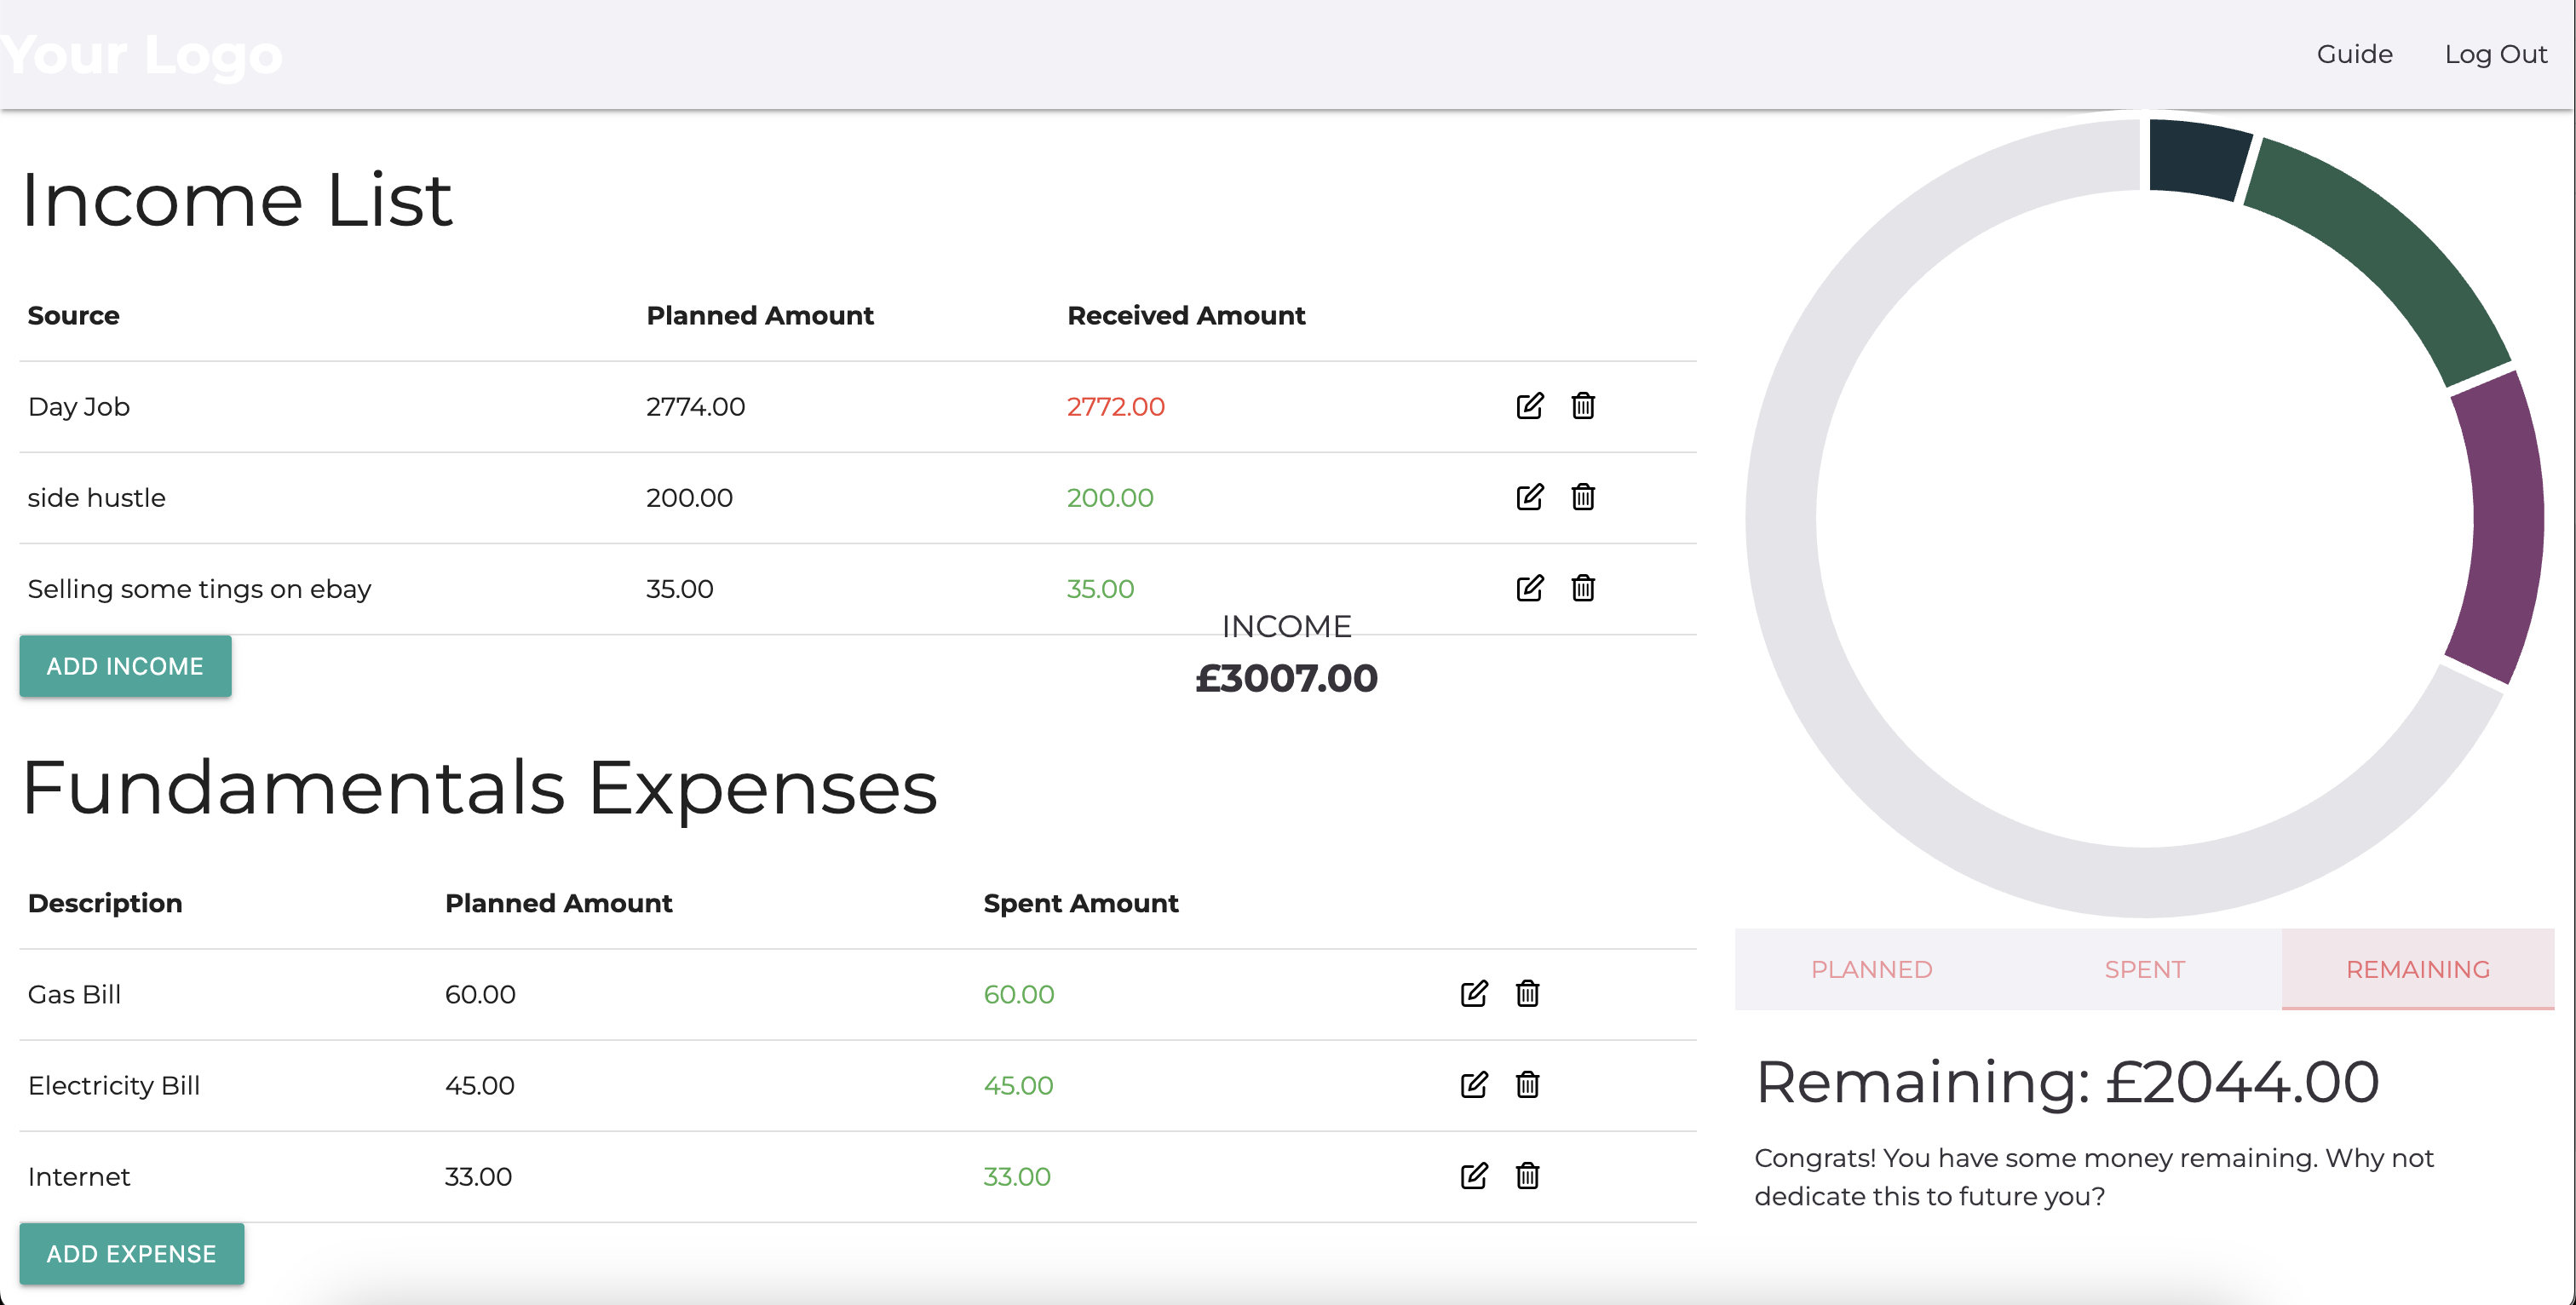 Your Logo
Guide
Log Out
Income List
Source Planned Amount Received Amount
Day Job 2774.00 2772.00
side hustle 200.00 200.00
Selling some tings on ebay 35.00 35.00
ADD INCOME
INCOME
£3007.00
Fundamentals Expenses
Description Planned Amount Spent Amount
Gas Bill 60.00 60.00
Electricity Bill 45.00 45.00
Internet 33.00 33.00
ADD EXPENSE
PLANNED SPENT REMAINING
Remaining: £2044.00
Congrats! You have some money remaining. Why not
dedicate this to future you?